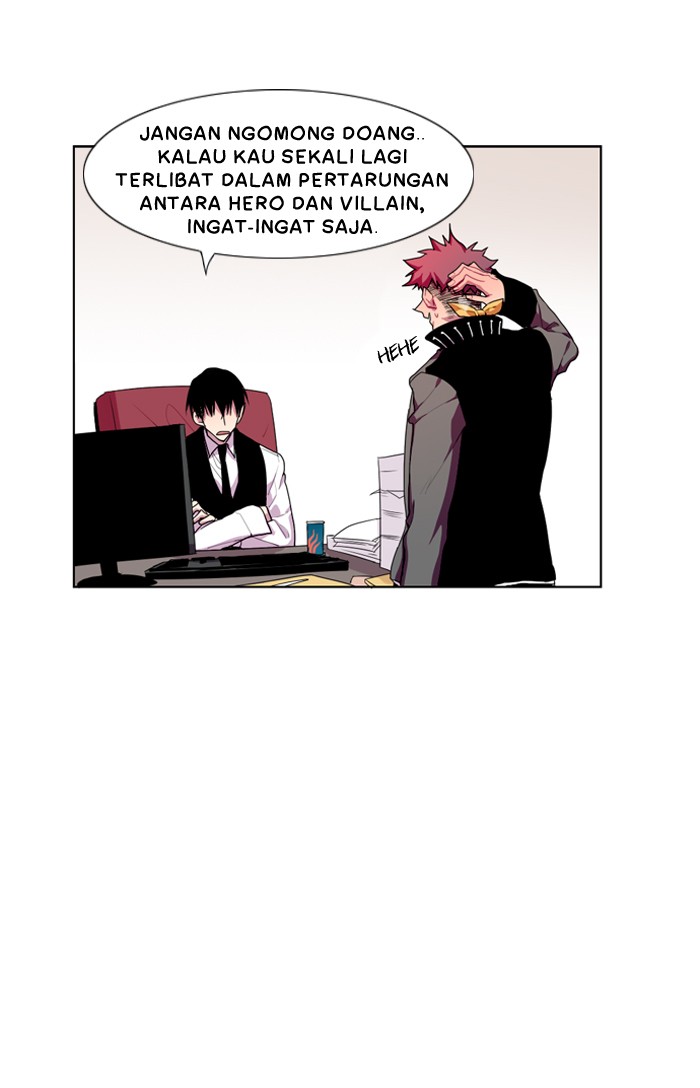 JANGAN NGOMONG DOANG..
KALAU KAU SEKALI LAGI
TERLIBAT DALAM PERTARUNGAN
ANTARA HERO DAN VILLAIN,
INGAT-INGAT SAJA.
HEHE